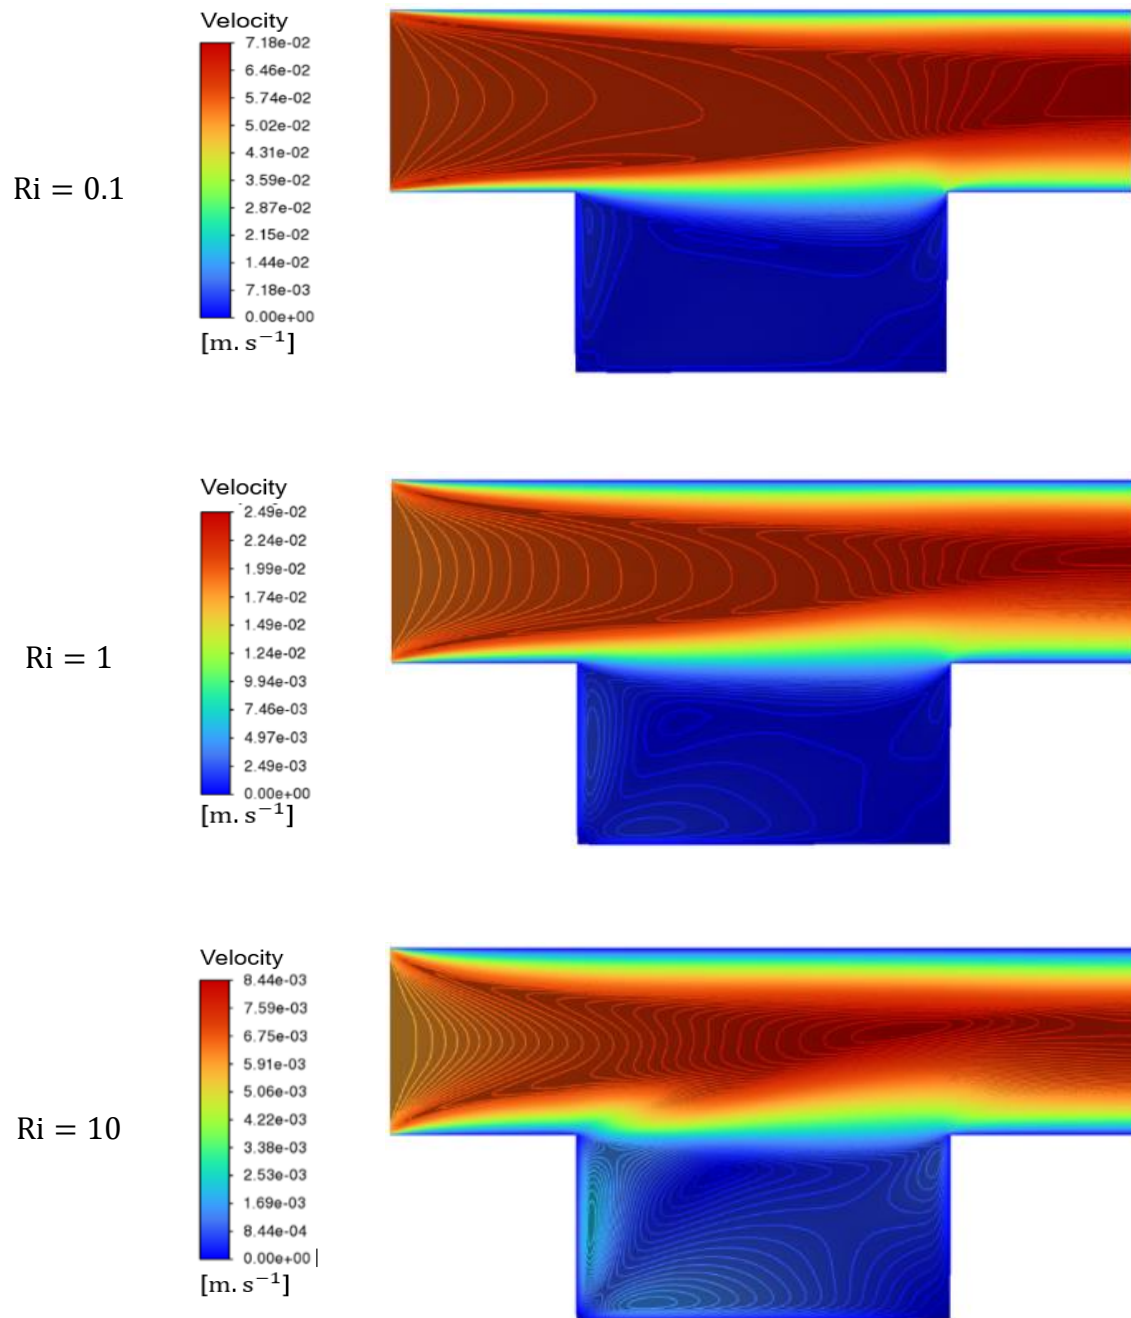 Velocity
7.18e-02
6.46e-02
5.74e-02
5.02e-02
4.31e-02
3.59e-02
2.87e-02
2.15e-02
1.44e-02
7.18e-03
0.00e+00
[m. s⁻¹]
Ri = 0.1
Velocity
2.49e-02
2.24e-02
1.99e-02
1.74e-02
1.49e-02
1.24e-02
9.94e-03
7.46e-03
4.97e-03
2.49e-03
0.00e+00
[m. s⁻¹]
Ri = 1
Velocity
8.44e-03
7.59e-03
6.75e-03
5.91e-03
5.06e-03
4.22e-03
3.38e-03
2.53e-03
1.69e-03
8.44e-04
0.00e+00
[m. s⁻¹]
Ri = 10